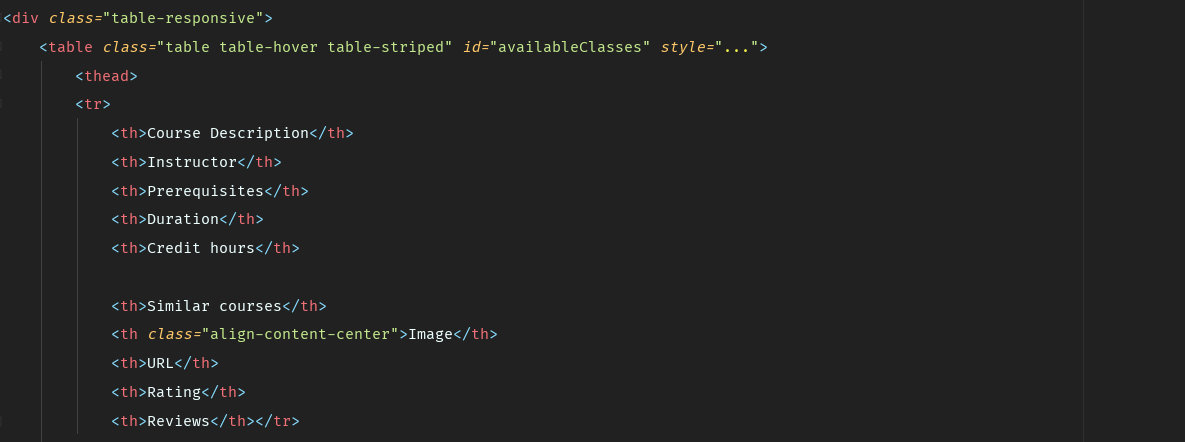 <div class="table-responsive">
<table class="table table-hover table-striped" id="availableClasses" style="...">
<thead>
<tr>
<th>Course Description</th>
<th>Instructor</th>
<th>Prerequisites</th>
<th>Duration</th>
<th>Credit hours</th>
<th>Similar courses</th>
<th class="align-content-center">Image</th>
<th>URL</th>
<th>Rating</th>
<th>Reviews</th></tr>